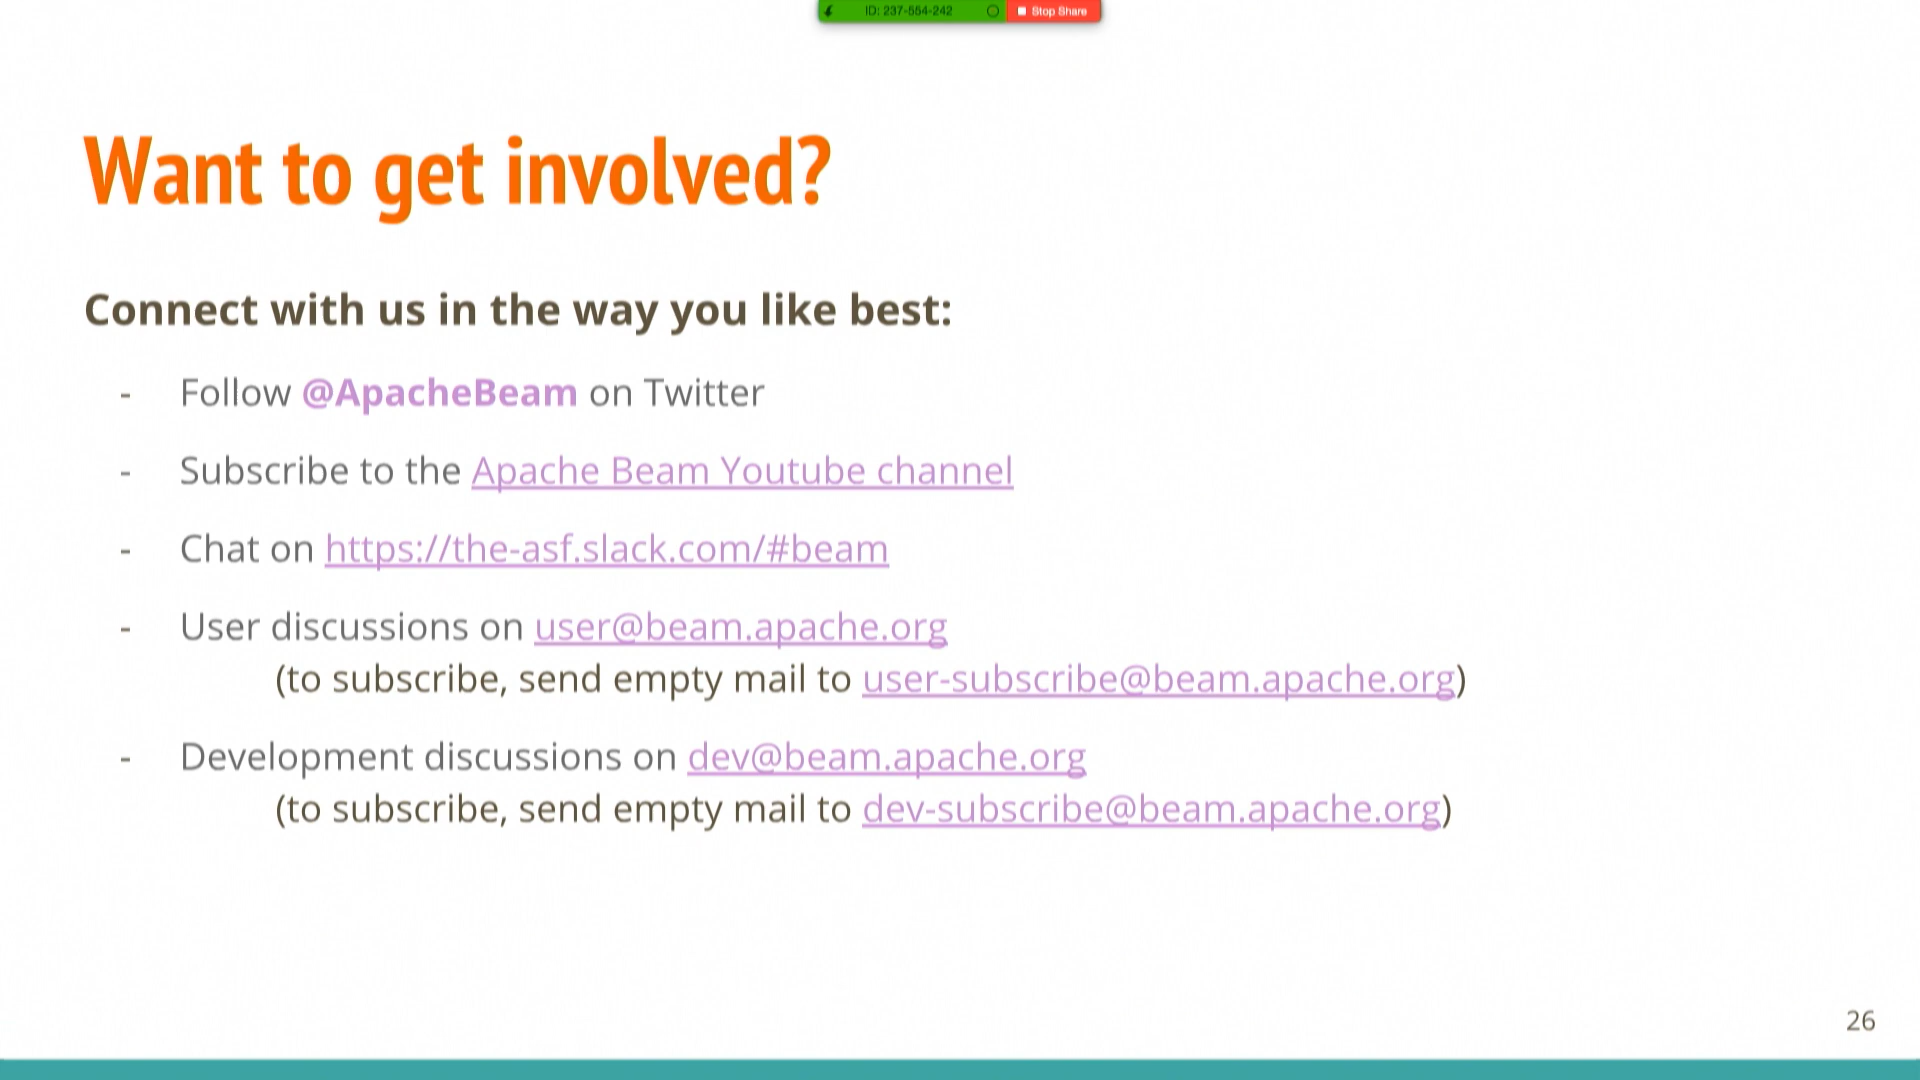 ID: 237-554-242 Stop Share
Want to get involved?
Connect with us in the way you like best:
- Follow @ApacheBeam on Twitter
- Subscribe to the Apache Beam Youtube channel
- Chat on https://the-asf.slack.com/#beam
- User discussions on user@beam.apache.org
(to subscribe, send empty mail to user-subscribe@beam.apache.org)
- Development discussions on dev@beam.apache.org
(to subscribe, send empty mail to dev-subscribe@beam.apache.org)
26